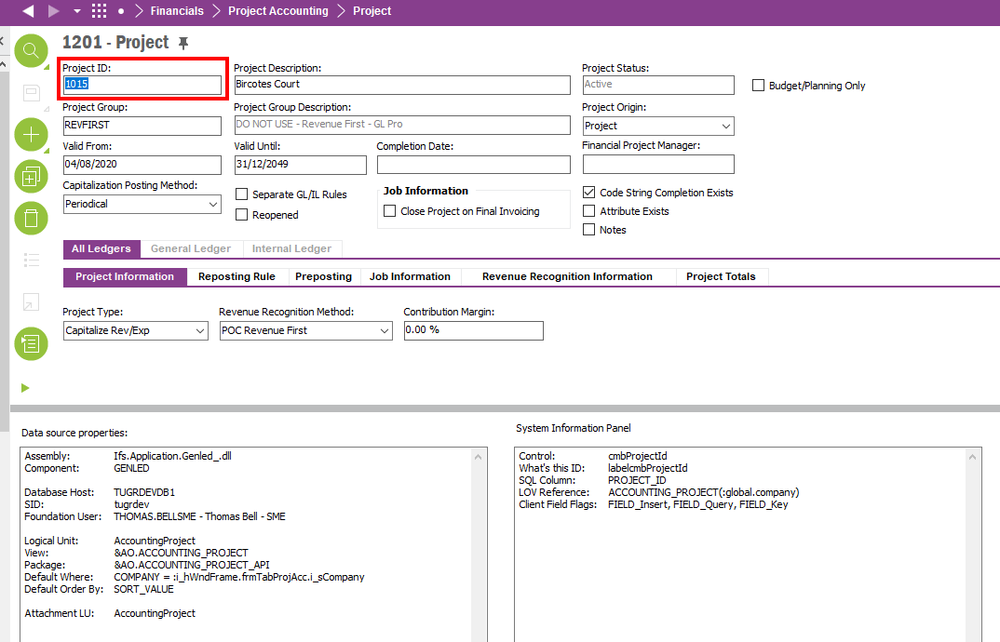 Financials Project Accounting Project
1201 - Project
Project ID: Project Description: Project Status:
1015 Bircotes Court Active Budget/Planning Only
Project Group: Project Group Description: Project Origin:
REVFIRST DO NOT USE - Revenue First - GL Pro Project
Valid From: Valid Until: Completion Date: Financial Project Manager:
04/08/2020 31/12/2049
Capitalization Posting Method:
Periodical Separate GL/IL Rules Job Information Code String Completion Exists
Reopened Close Project on Final Invoicing Attribute Exists
Notes
All Ledgers General Ledger Internal Ledger
Project Information Reposting Rule Preposting Job Information Revenue Recognition Information Project Totals
Project Type: Revenue Recognition Method: Contribution Margin:
Capitalize Rev/Exp POC Revenue First 0.00 %
Data source properties:
Assembly: Ifs.Application.Genled_.dll
Component: GENLED
Database Host: TUGRDEVDB1
SID: tugrdev
Foundation User: THOMAS.BELLSME - Thomas Bell - SME
Logical Unit: AccountingProject
View: &AO.ACCOUNTING_PROJECT
Package: &AO.ACCOUNTING_PROJECT_API
Default Where: COMPANY = :i_hWndFrame.frmTabProjAcc.i_sCompany
Default Order By: SORT_VALUE
Attachment LU: AccountingProject
System Information Panel
Control: cmbProjectId
What's this ID: labelcmbProjectId
SQL Column: PROJECT_ID
LOV Reference: ACCOUNTING_PROJECT(:global.company)
Client Field Flags: FIELD_Insert, FIELD_Query, FIELD_Key